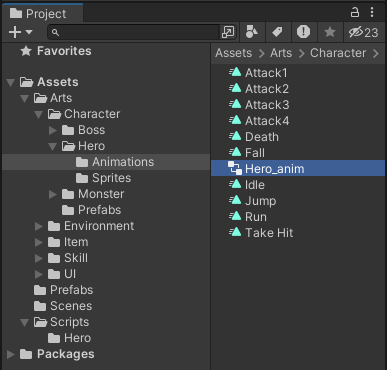 Project
23
Favorites
Assets
Arts
Character
Boss
Hero
Animations
Sprites
Monster
Prefabs
Environment
Item
Skill
UI
Prefabs
Scenes
Scripts
Hero
Packages
Assets > Arts > Character >
Attack1
Attack2
Attack3
Attack4
Death
Fall
Hero_anim
Idle
Jump
Run
Take Hit